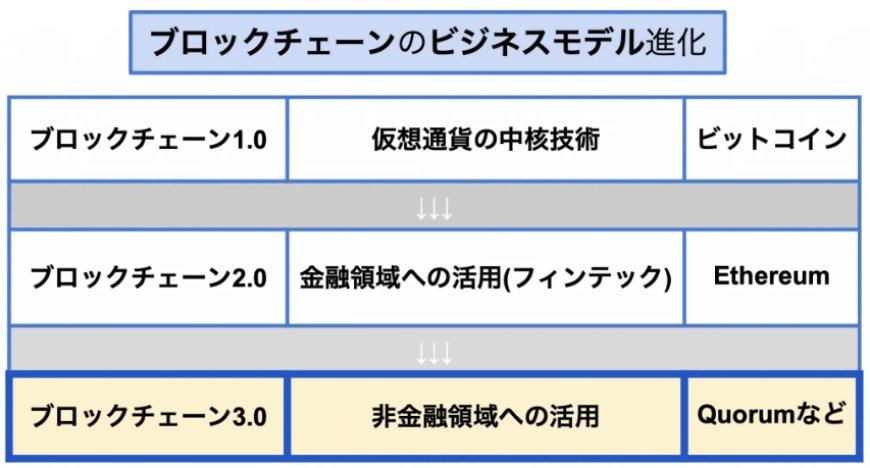 ブロックチェーンのビジネスモデル進化
ブロックチェーン1.0 仮想通貨の中核技術 ビットコイン
↓↓↓
ブロックチェーン2.0 金融領域への活用(フィンテック) Ethereum
↓↓↓
ブロックチェーン3.0 非金融領域への活用 Quorumなど